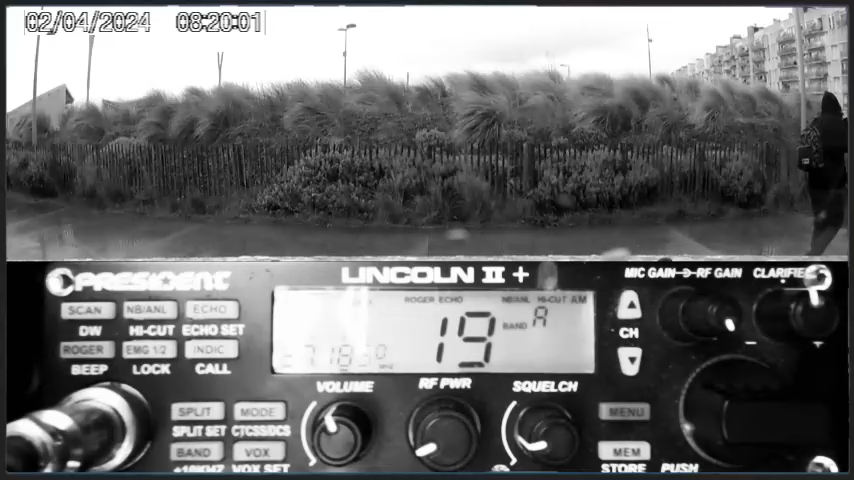 02/04/2024 08:20:01
PRESIDENT LINCOLN II + MIC GAIN RF GAIN CLARIFIER
SCAN NB/ANL ECHO
DW HI-CUT ECHO SET
ROGER EMG 1/2 INDIC
BEEP LOCK CALL
ROGER ECHO NB/ANL HI-CUT AM
19 BAND A
CH
VOLUME RF PWR SQUELCH
SPLIT MODE
SPLIT SET CTCSS/DCS
BAND VOX
+10KHZ VOX SET
MENU
MEM
STORE PUSH